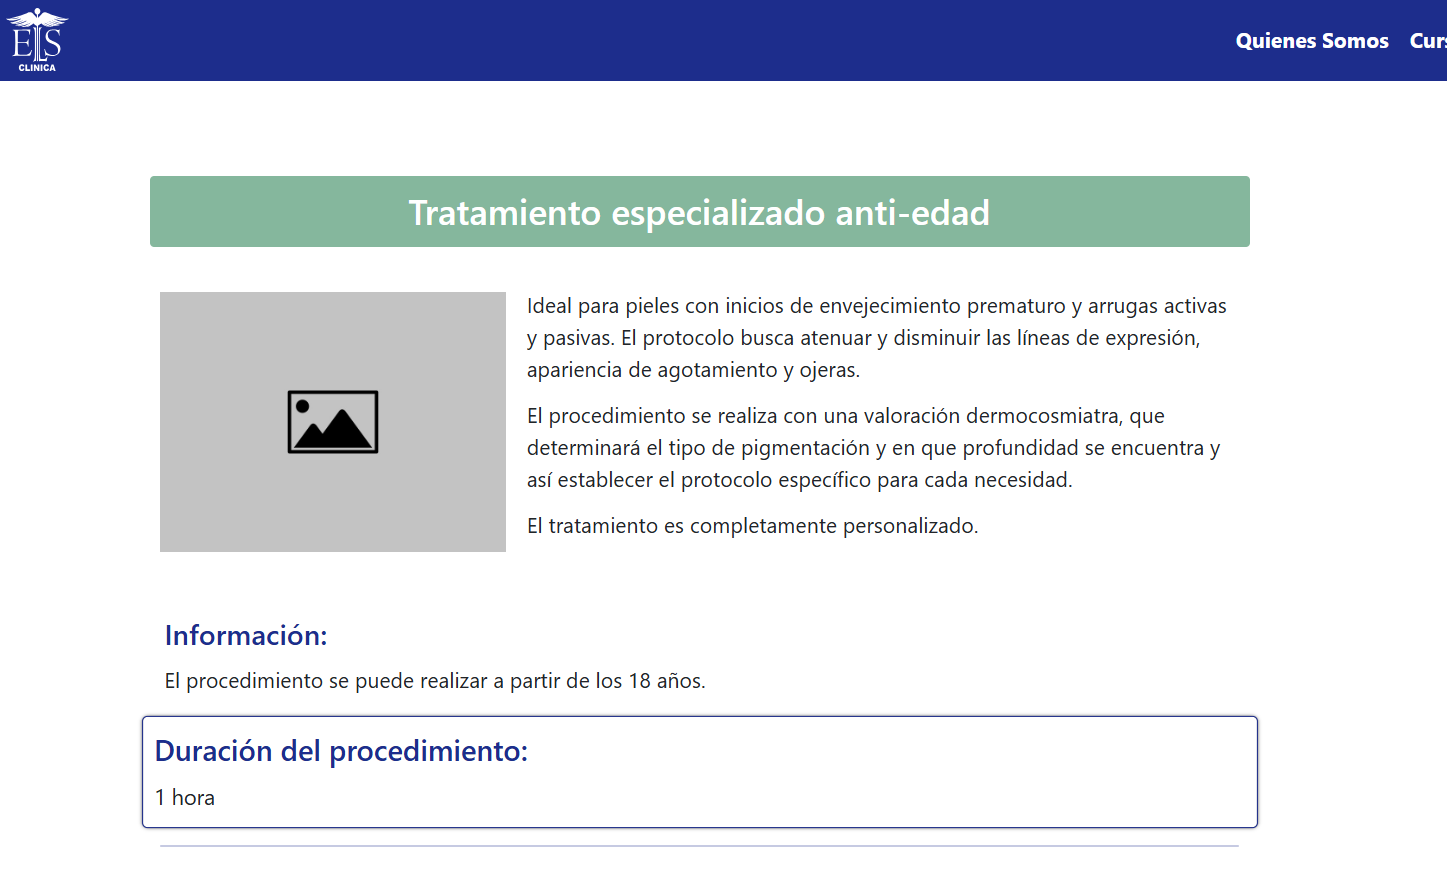 ELS
CLINICA
Quienes Somos
Tratamiento especializado anti-edad
Ideal para pieles con inicios de envejecimiento prematuro y arrugas activas
y pasivas. El protocolo busca atenuar y disminuir las líneas de expresión,
apariencia de agotamiento y ojeras.
El procedimiento se realiza con una valoración dermocosmiatra, que
determinará el tipo de pigmentación y en que profundidad se encuentra y
así establecer el protocolo específico para cada necesidad.
El tratamiento es completamente personalizado.
Información:
El procedimiento se puede realizar a partir de los 18 años.
Duración del procedimiento:
1 hora